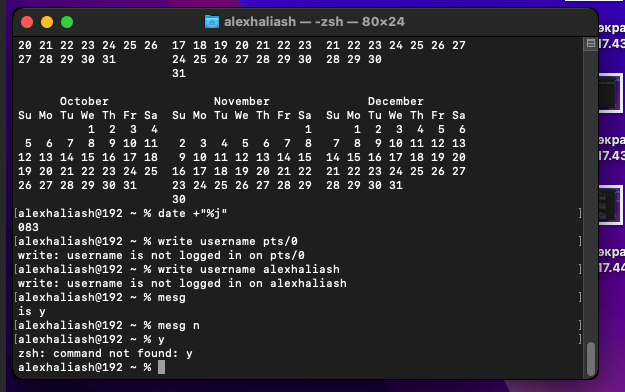 alexhaliash — -zsh — 80×24
20 21 22 23 24 25 26  17 18 19 20 21 22 23  21 22 23 24 25 26 27
27 28 29 30 31        24 25 26 27 28 29 30  28 29 30
                      31
      October               November              December
Su Mo Tu We Th Fr Sa  Su Mo Tu We Th Fr Sa  Su Mo Tu We Th Fr Sa
          1  2  3  4                     1      1  2  3  4  5  6
 5  6  7  8  9 10 11   2  3  4  5  6  7  8   7  8  9 10 11 12 13
12 13 14 15 16 17 18   9 10 11 12 13 14 15  14 15 16 17 18 19 20
19 20 21 22 23 24 25  16 17 18 19 20 21 22  21 22 23 24 25 26 27
26 27 28 29 30 31     23 24 25 26 27 28 29  28 29 30 31
                      30
[alexhaliash@192 ~ % date +"%j" ]
083
[alexhaliash@192 ~ % write username pts/0 ]
write: username is not logged in on pts/0
[alexhaliash@192 ~ % write username alexhaliash ]
write: username is not logged in on alexhaliash
[alexhaliash@192 ~ % mesg ]
is y
[alexhaliash@192 ~ % mesg n ]
[alexhaliash@192 ~ % y ]
zsh: command not found: y
alexhaliash@192 ~ %
экра
17.43
экра
17.43
экра
17.44